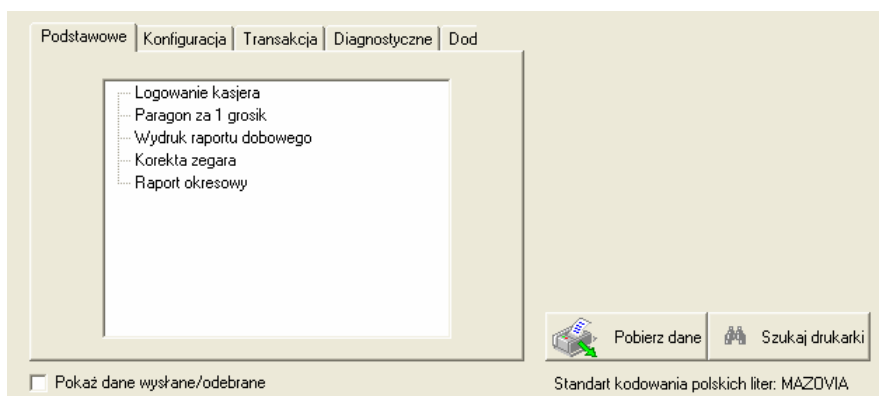 Podstawowe Konfiguracja Transakcja Diagnostyczne Dod
Logowanie kasjera
Paragon za 1 grosik
Wydruk raportu dobowego
Korekta zegara
Raport okresowy
Pobierz dane Szukaj drukarki
Pokaż dane wysłane/odebrane
Standart kodowania polskich liter: MAZOVIA